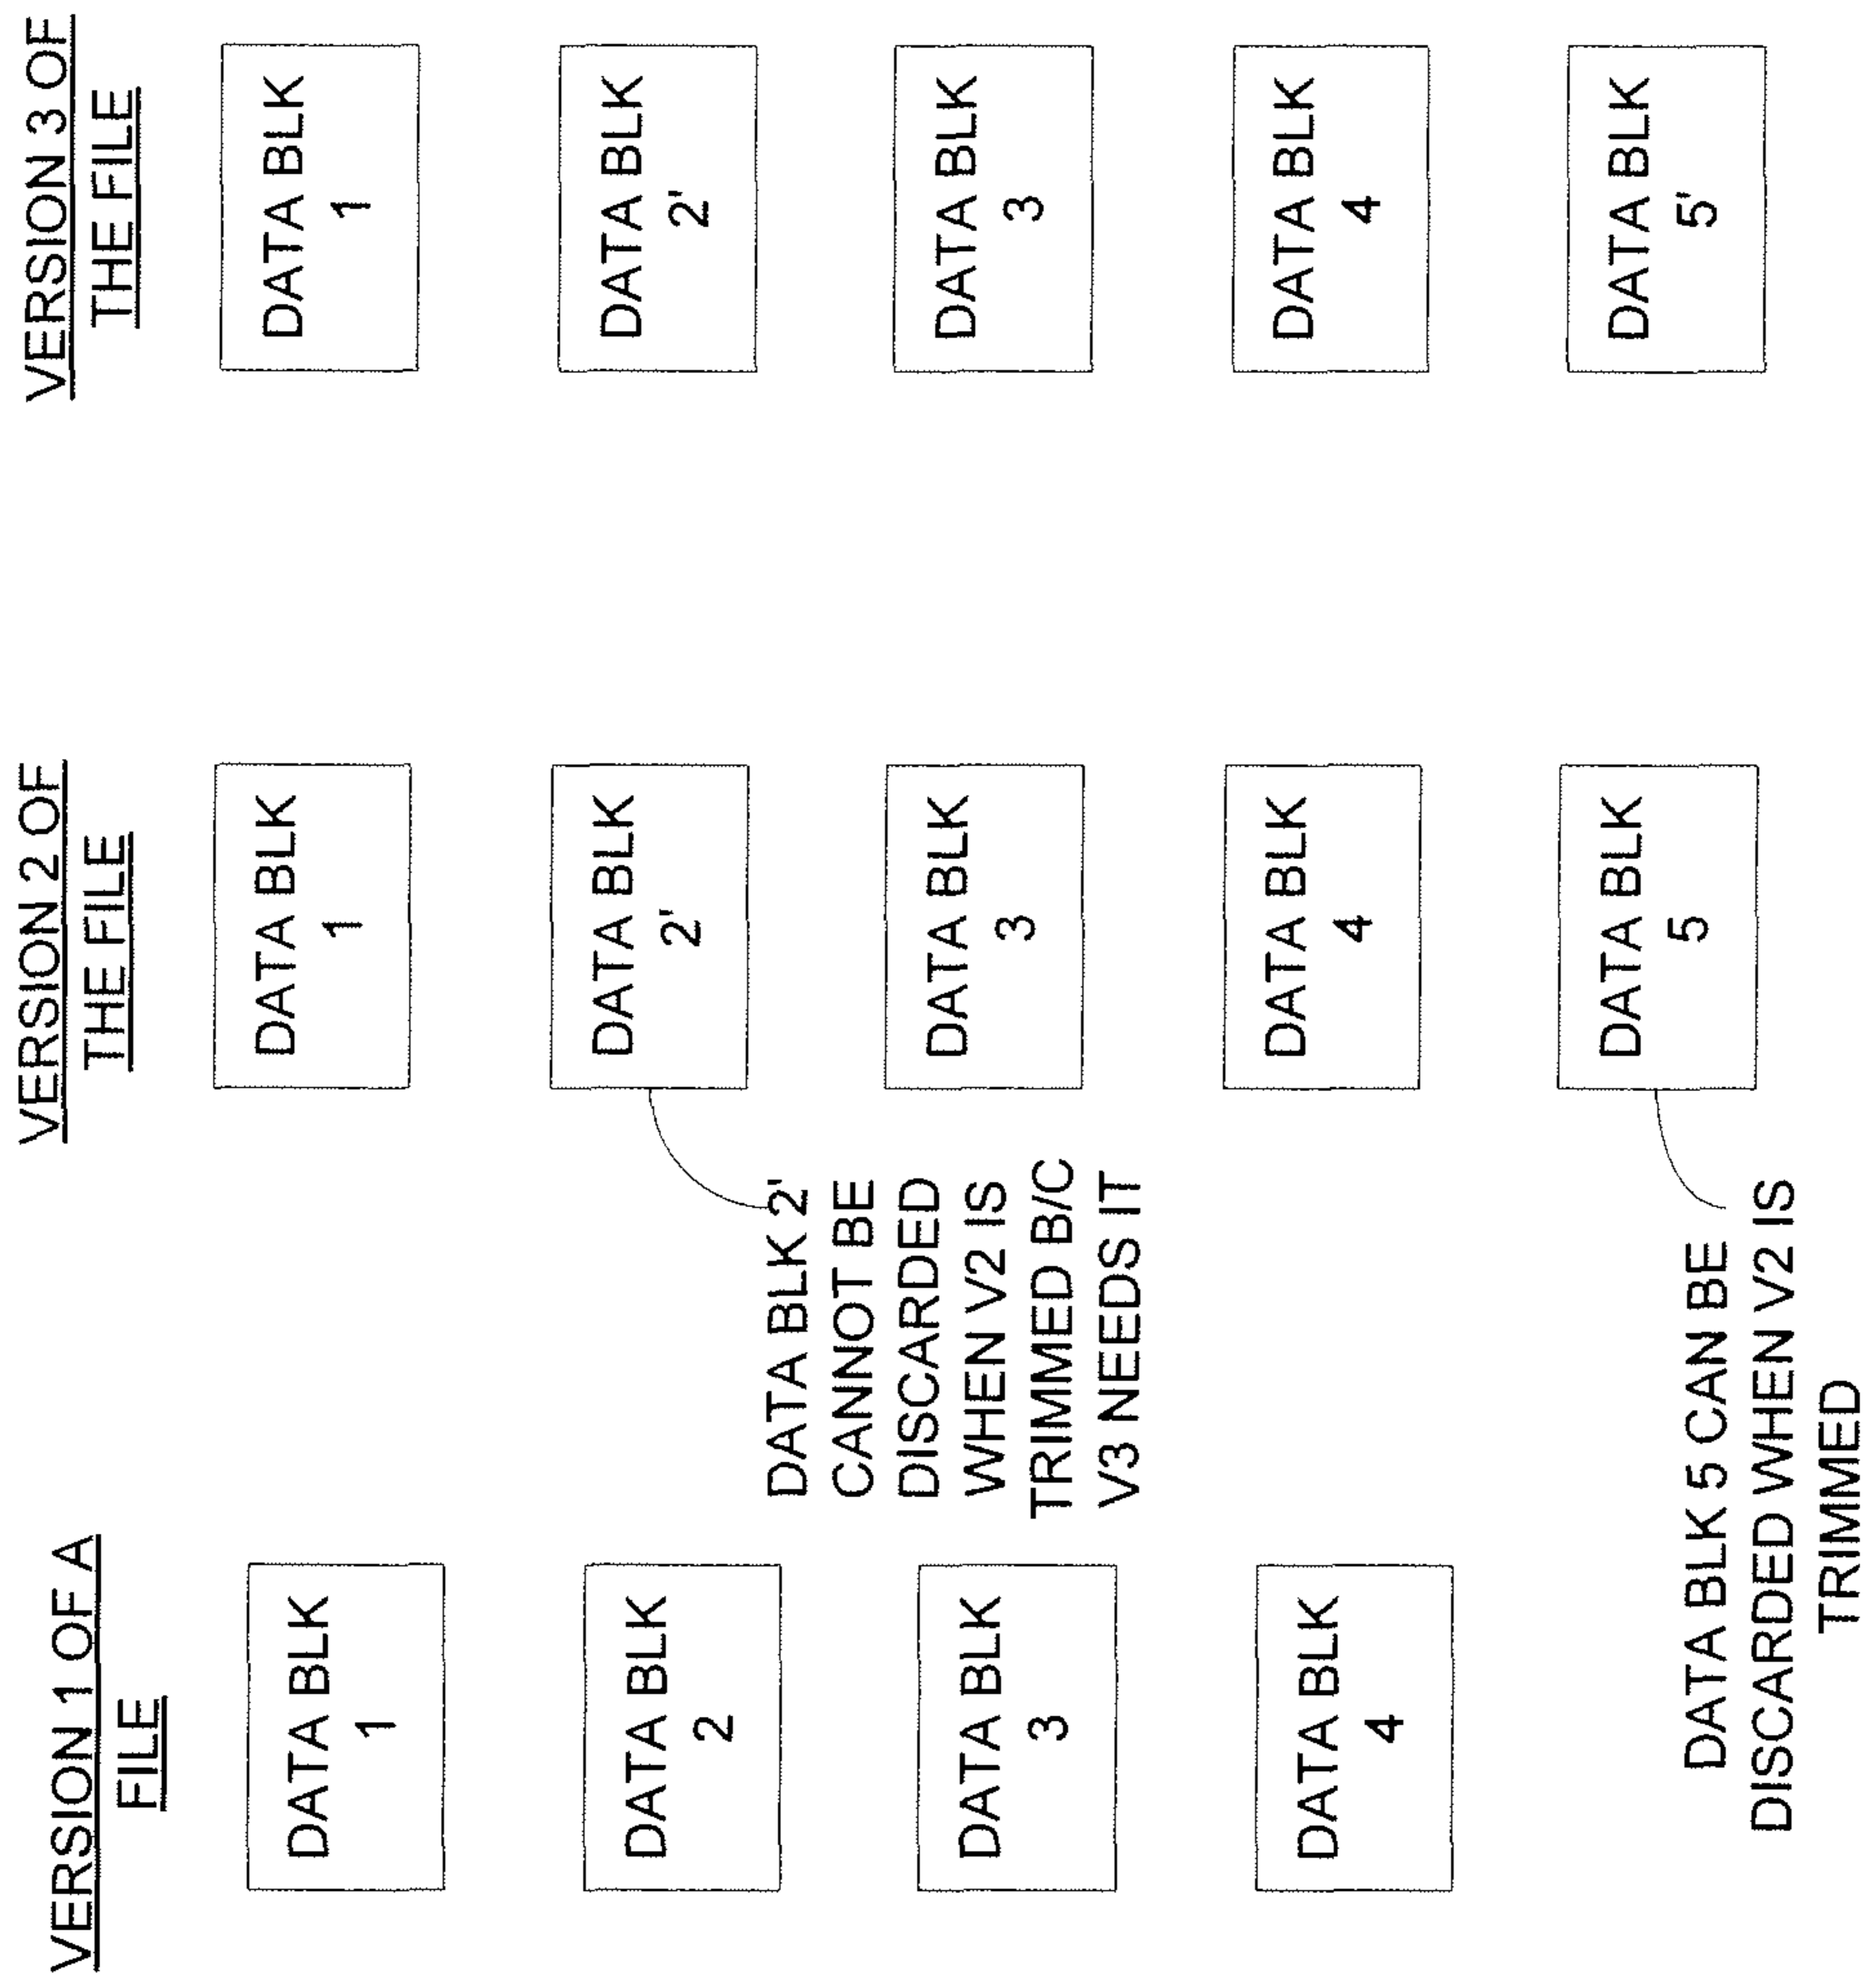 VERSION 1 OF A
FILE
DATA BLK
1
DATA BLK
2
DATA BLK
3
DATA BLK
4
VERSION 2 OF
THE FILE
DATA BLK
1
DATA BLK
2'
DATA BLK
3
DATA BLK
4
DATA BLK
5
DATA BLK 2'
CANNOT BE
DISCARDED
WHEN V2 IS
TRIMMED B/C
V3 NEEDS IT
DATA BLK 5 CAN BE
DISCARDED WHEN V2 IS
TRIMMED
VERSION 3 OF
THE FILE
DATA BLK
1
DATA BLK
2'
DATA BLK
3
DATA BLK
4
DATA BLK
5'